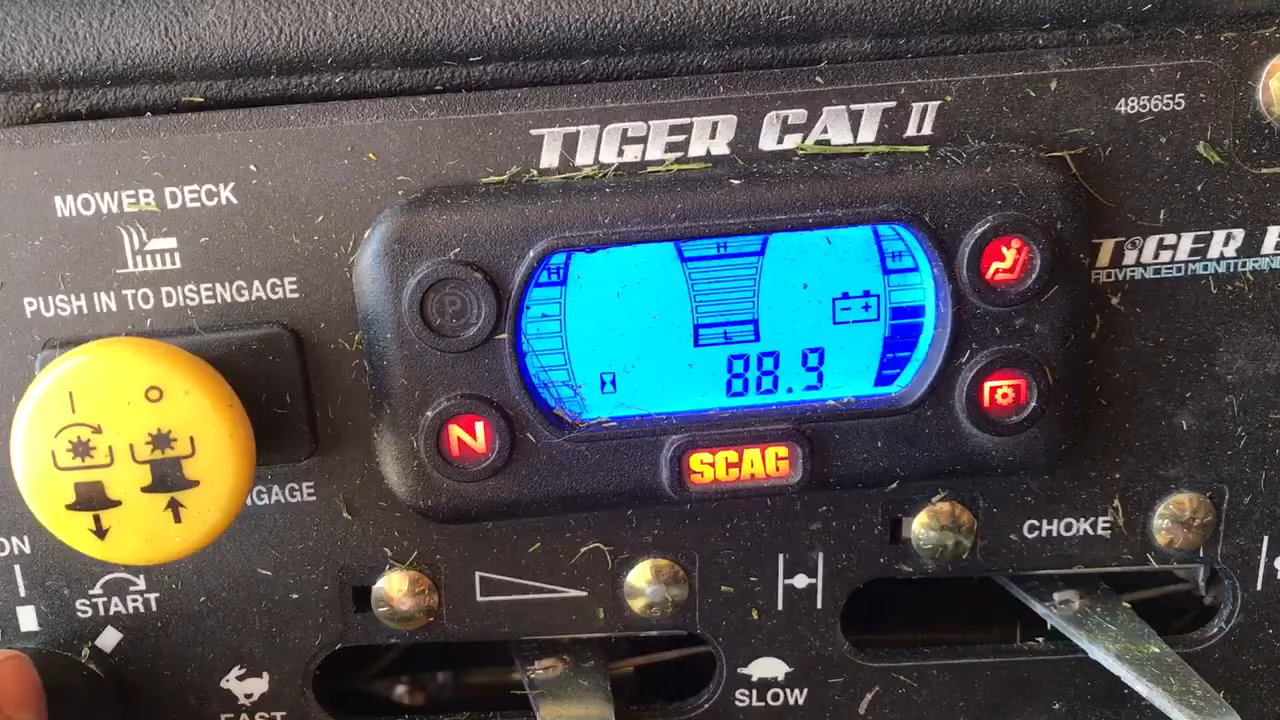 TIGER CAT II
485655
MOWER DECK
PUSH IN TO DISENGAGE
TIGER E
ADVANCED MONITORING
P
H
H
H
L
88.9
N
SCAG
NGAGE
ON
START
CHOKE
FAST
SLOW